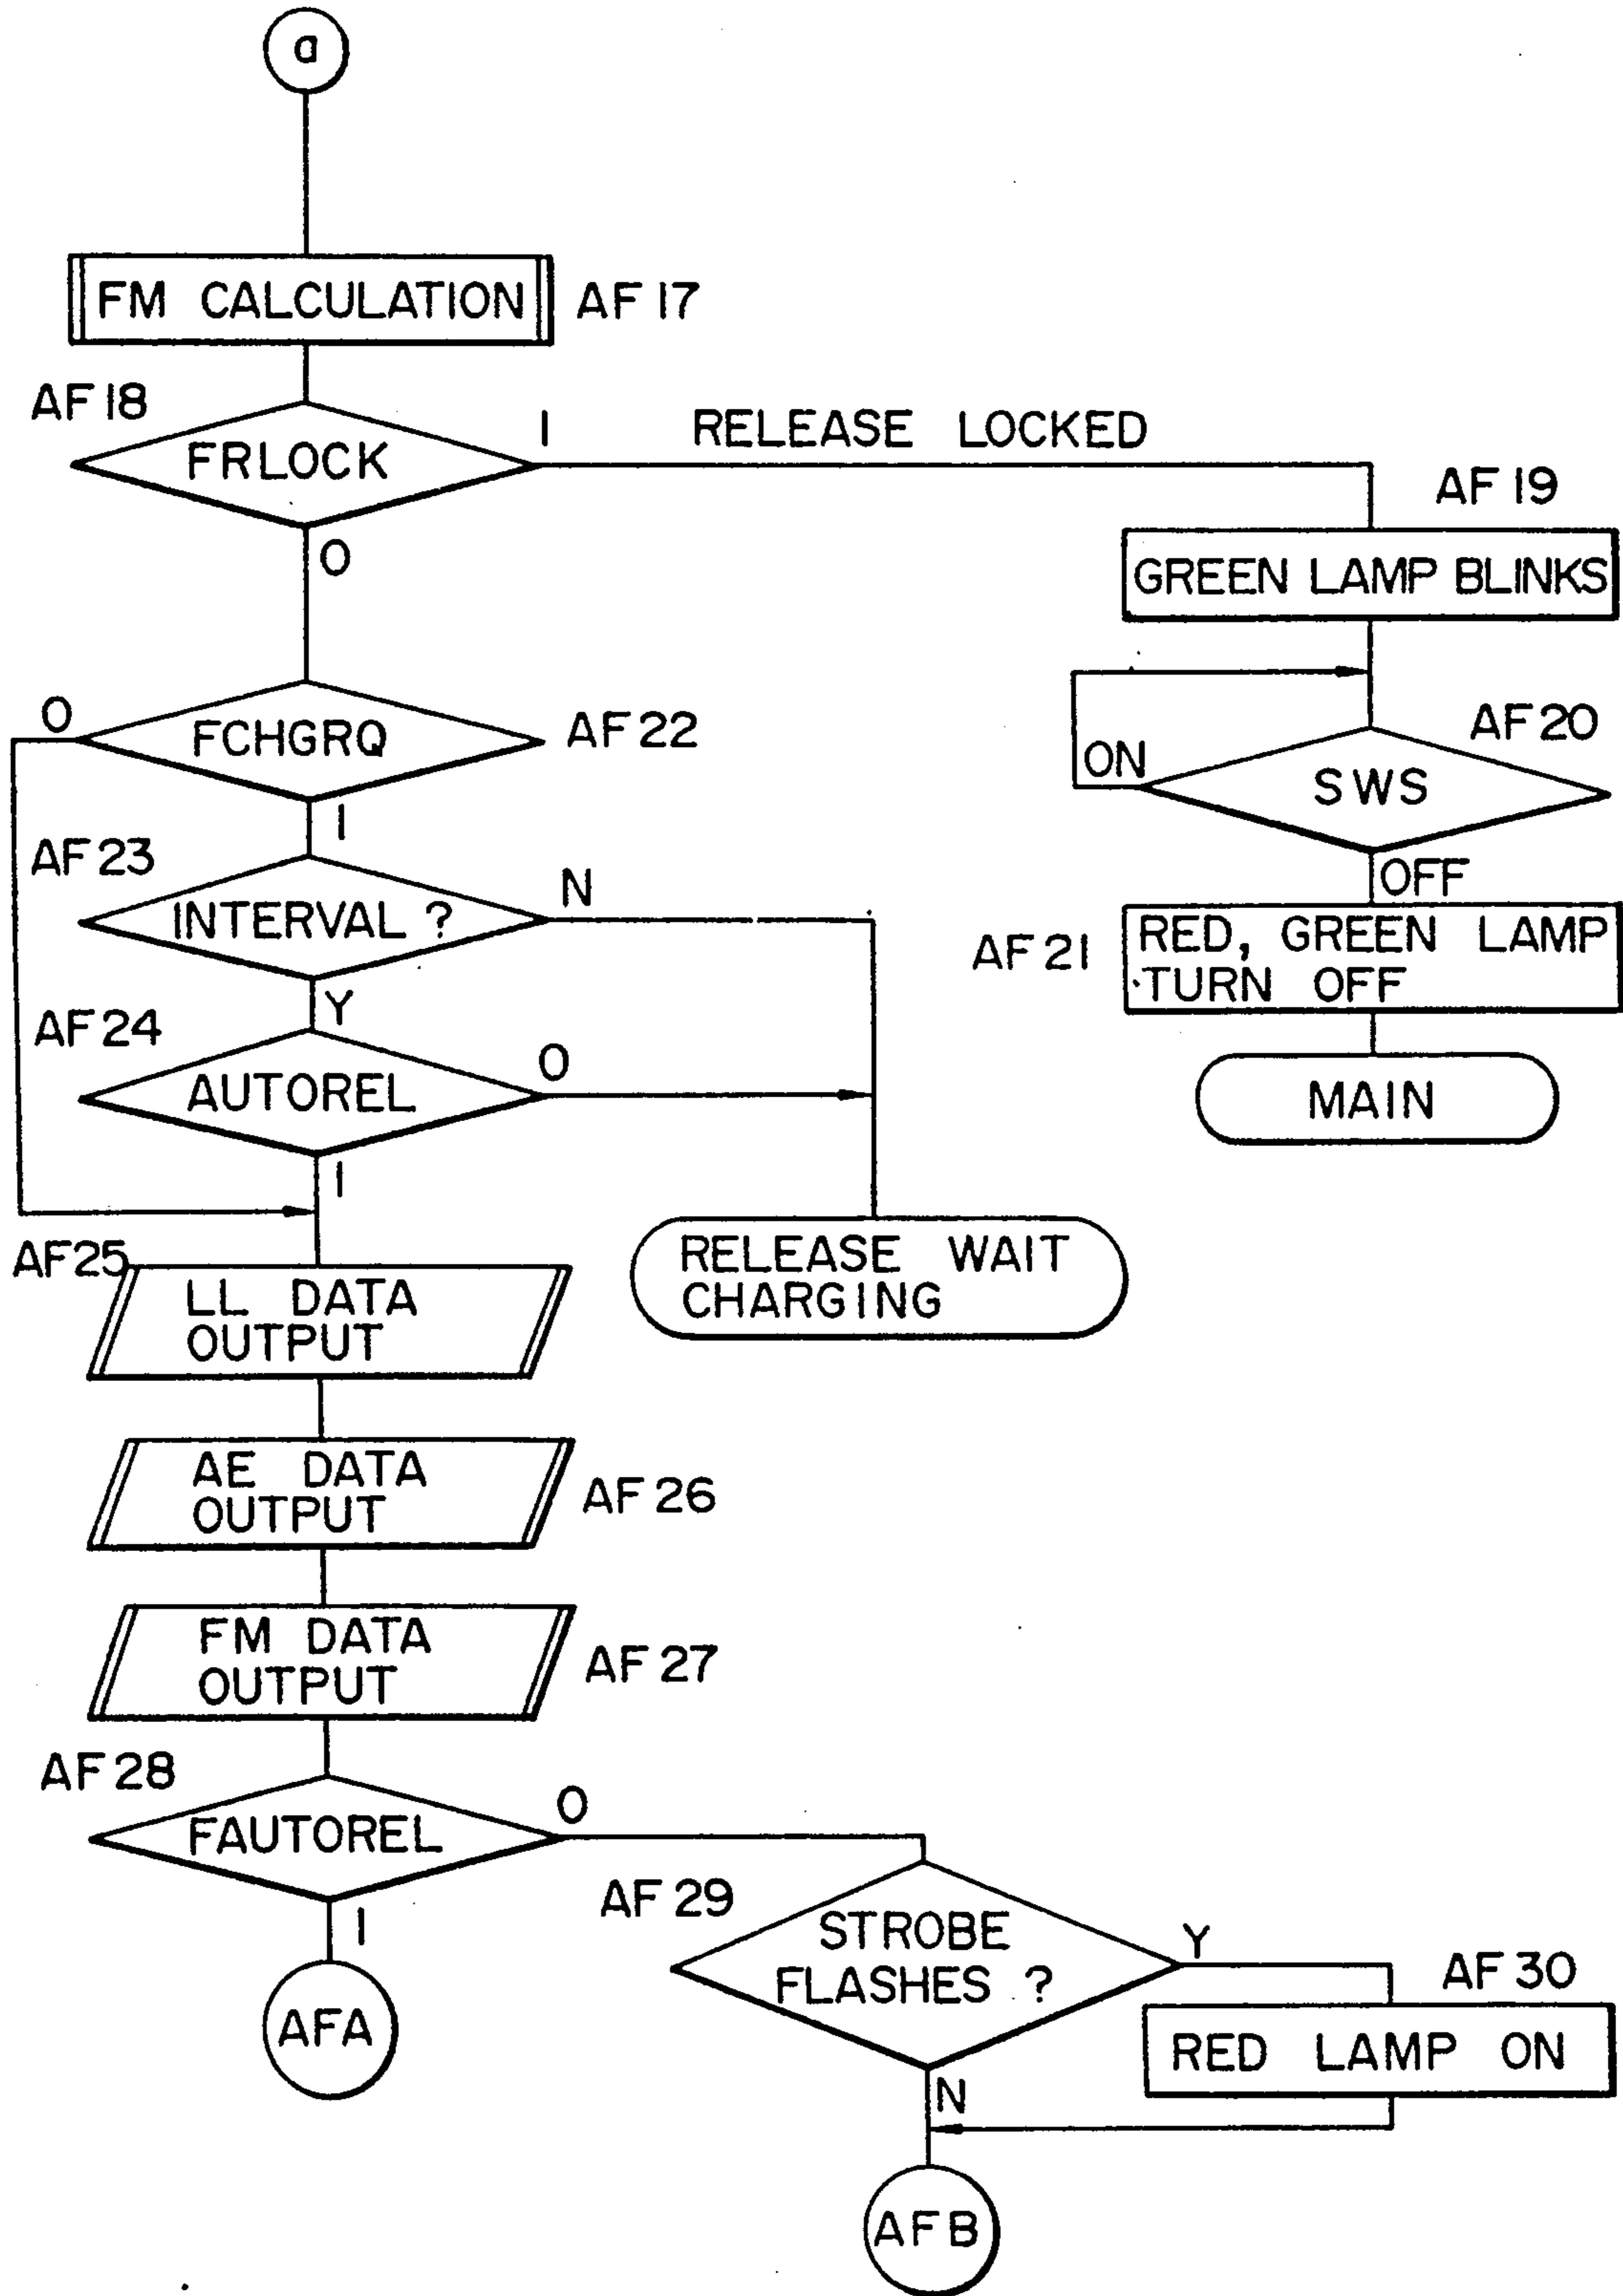 a
FM CALCULATION
AF 17
AF 18
FRLOCK
1
RELEASE LOCKED
0
AF 19
GREEN LAMP BLINKS
AF 20
SWS
ON
OFF
AF 21
RED, GREEN LAMP
TURN OFF
MAIN
0
FCHGRQ
AF 22
1
AF 23
INTERVAL ?
N
Y
AF 24
AUTOREL
0
1
RELEASE WAIT
CHARGING
AF 25
LL DATA
OUTPUT
AE DATA
OUTPUT
AF 26
FM DATA
OUTPUT
AF 27
AF 28
FAUTOREL
0
1
AFA
AF 29
STROBE
FLASHES ?
Y
N
AF 30
RED LAMP ON
AFB